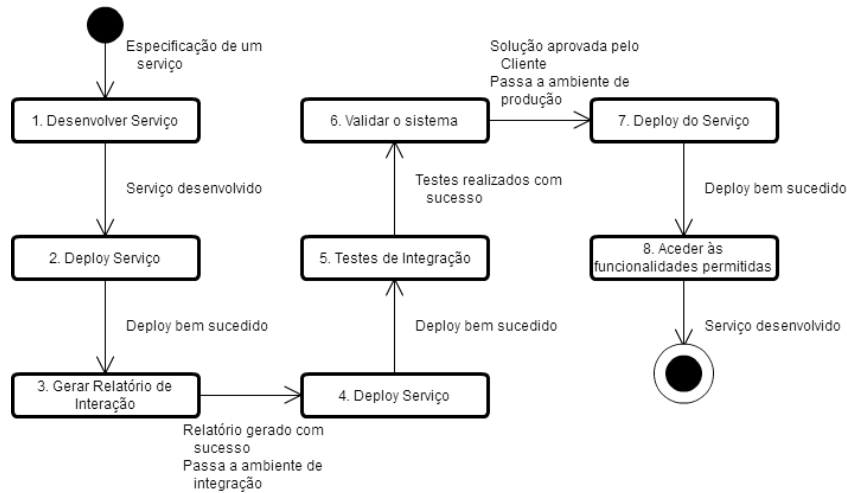 Especificação de um
serviço
1. Desenvolver Serviço
Serviço desenvolvido
2. Deploy Serviço
Deploy bem sucedido
3. Gerar Relatório de
Interação
Relatório gerado com
sucesso
Passa a ambiente de
integração
4. Deploy Serviço
Deploy bem sucedido
5. Testes de Integração
Testes realizados com
sucesso
6. Validar o sistema
Solução aprovada pelo
Cliente
Passa a ambiente de
produção
7. Deploy do Serviço
Deploy bem sucedido
8. Aceder às
funcionalidades permitidas
Serviço desenvolvido